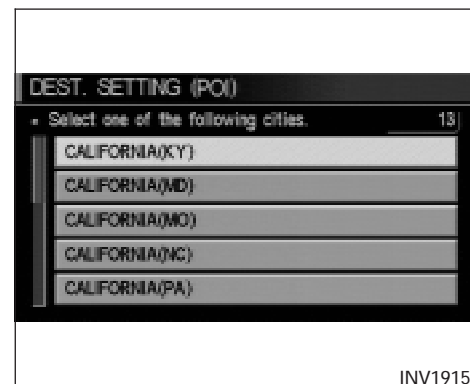 DEST. SETTING (POI)
Select one of the following cities. 13
CALIFORNIA(KY)
CALIFORNIA(MD)
CALIFORNIA(MO)
CALIFORNIA(NC)
CALIFORNIA(PA)
INV1915